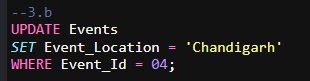 --3.b
UPDATE Events
SET Event_Location = 'Chandigarh'
WHERE Event_Id = 04;